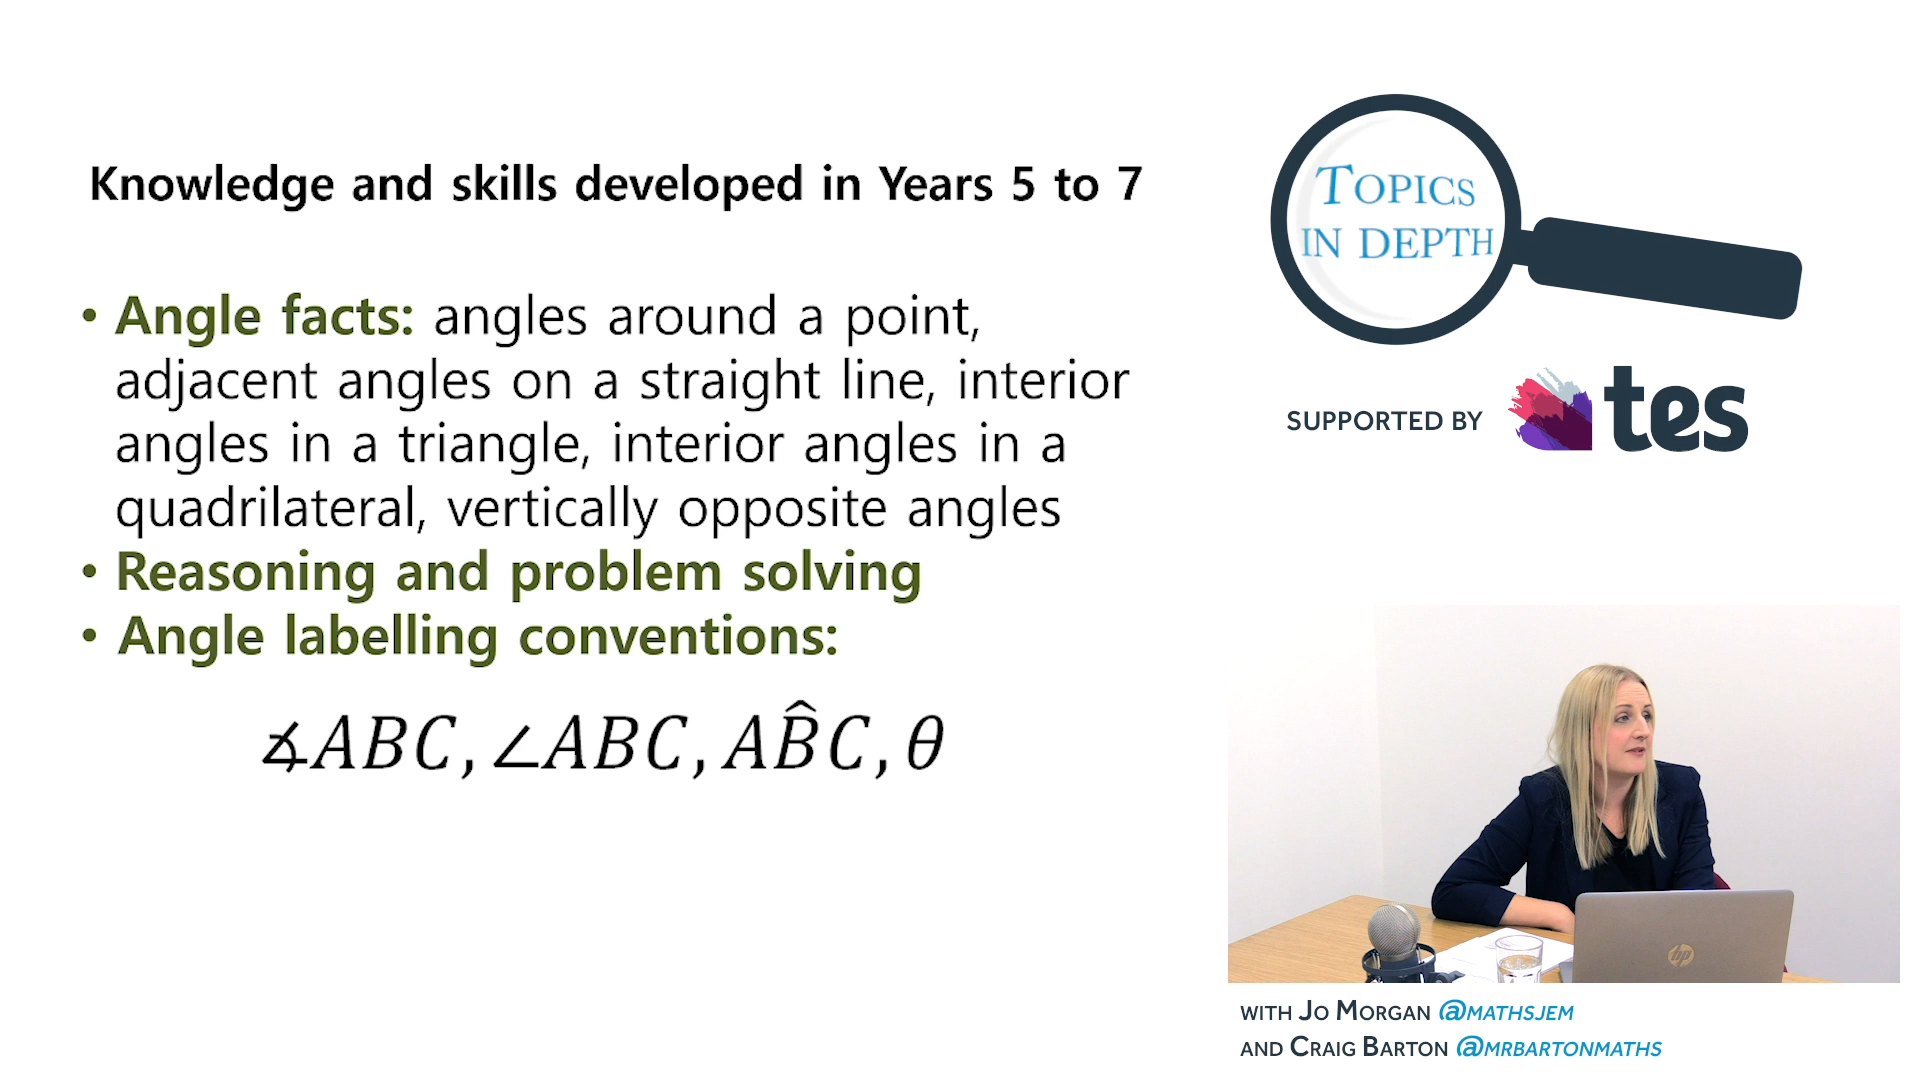 Knowledge and skills developed in Years 5 to 7
• Angle facts: angles around a point,
adjacent angles on a straight line, interior
angles in a triangle, interior angles in a
quadrilateral, vertically opposite angles
• Reasoning and problem solving
• Angle labelling conventions:
∡ABC, ∠ABC, AB̂C, θ
TOPICS
IN DEPTH
SUPPORTED BY tes
hp
WITH JO MORGAN @MATHSJEM
AND CRAIG BARTON @MRBARTONMATHS